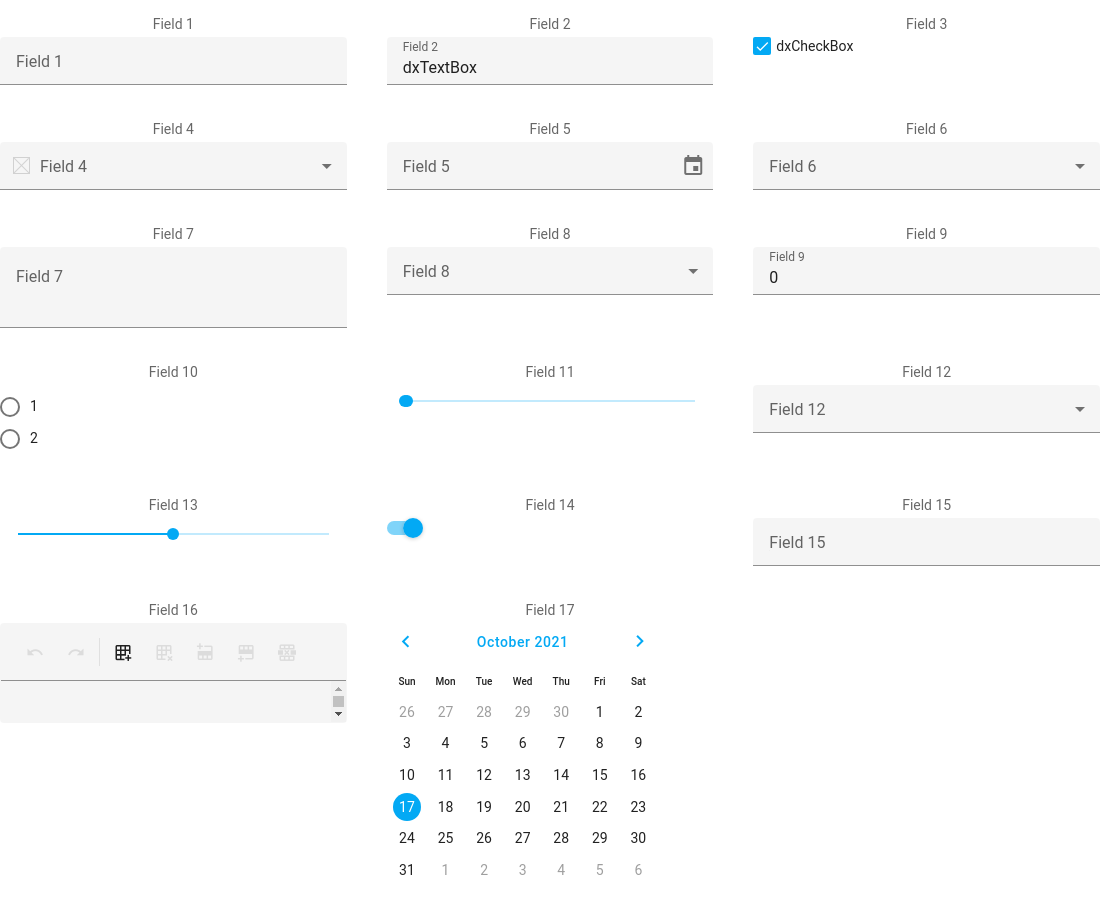 Field 1
Field 2
Field 3
Field 1
Field 2
dxTextBox
dxCheckBox
Field 4
Field 5
Field 6
Field 4
Field 5
Field 6
Field 7
Field 8
Field 9
Field 7
Field 8
Field 9
0
Field 10
Field 11
Field 12
1
2
Field 12
Field 13
Field 14
Field 15
Field 15
Field 16
Field 17
October 2021
Sun Mon Tue Wed Thu Fri Sat
26 27 28 29 30 1 2
3 4 5 6 7 8 9
10 11 12 13 14 15 16
17 18 19 20 21 22 23
24 25 26 27 28 29 30
31 1 2 3 4 5 6